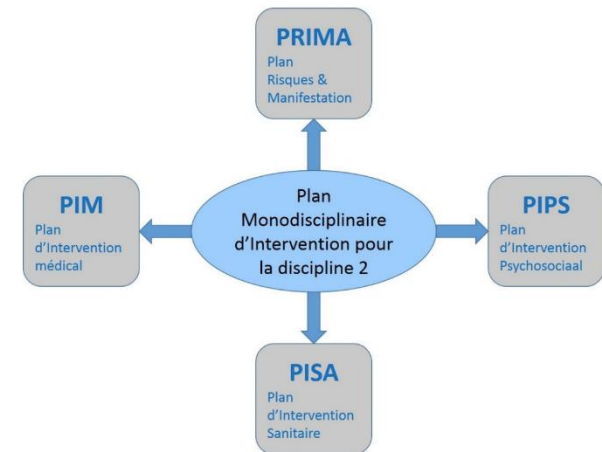 PRIMA
Plan
Risques &
Manifestation
PIM
Plan
d'Intervention
médical
Plan
Monodisciplinaire
d'Intervention pour
la discipline 2
PIPS
Plan
d'Intervention
Psychosociaal
PISA
Plan
d'Intervention
Sanitaire